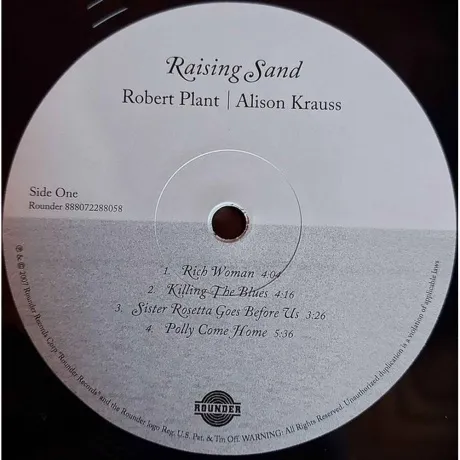 Raising Sand
Robert Plant | Alison Krauss
Side One
Rounder 888072288058
1. Rich Woman 4:04
2. Killing The Blues 4:16
3. Sister Rosetta Goes Before Us 3:26
4. Polly Come Home 5:36
ROUNDER
℗ & © 2007 Rounder Records Corp "Rounder Records" and the Rounder logo Reg. U.S. Pat. & Tm Off. WARNING: All Rights Reserved. Unauthorized duplication is a violation of applicable laws